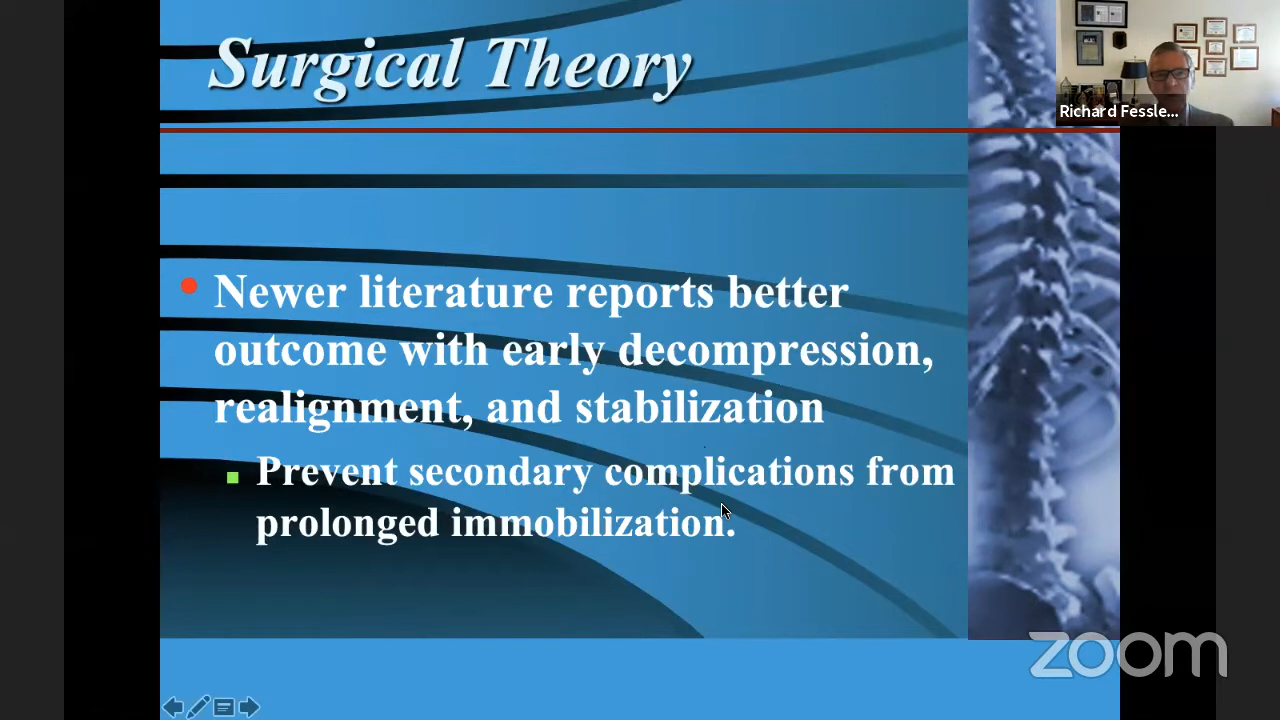 Surgical Theory
Richard Fessle...
Newer literature reports better
outcome with early decompression,
realignment, and stabilization
Prevent secondary complications from
prolonged immobilization.
zoom